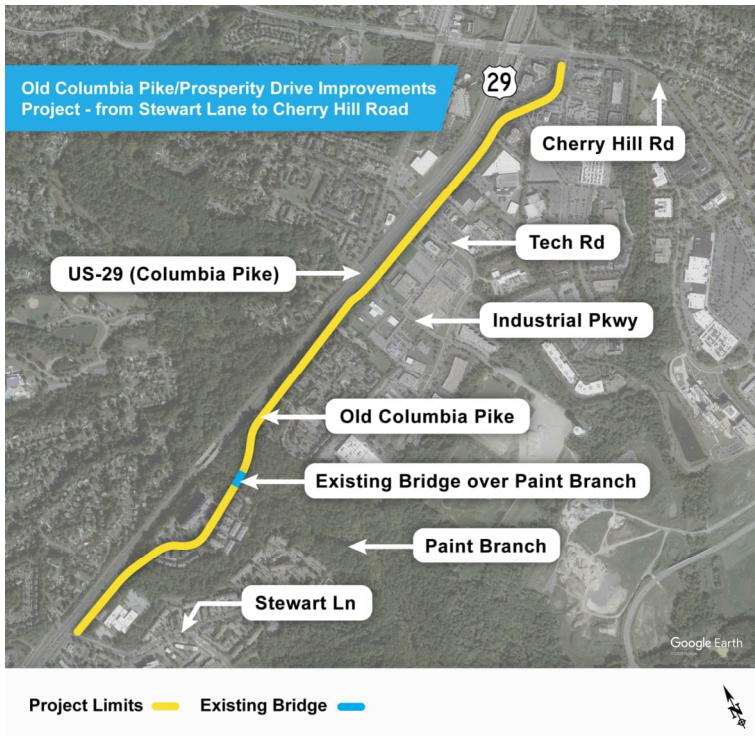 Old Columbia Pike/Prosperity Drive Improvements
Project - from Stewart Lane to Cherry Hill Road
29
Cherry Hill Rd
Tech Rd
US-29 (Columbia Pike)
Industrial Pkwy
Old Columbia Pike
Existing Bridge over Paint Branch
Paint Branch
Stewart Ln
Google Earth
Project Limits
Existing Bridge
N